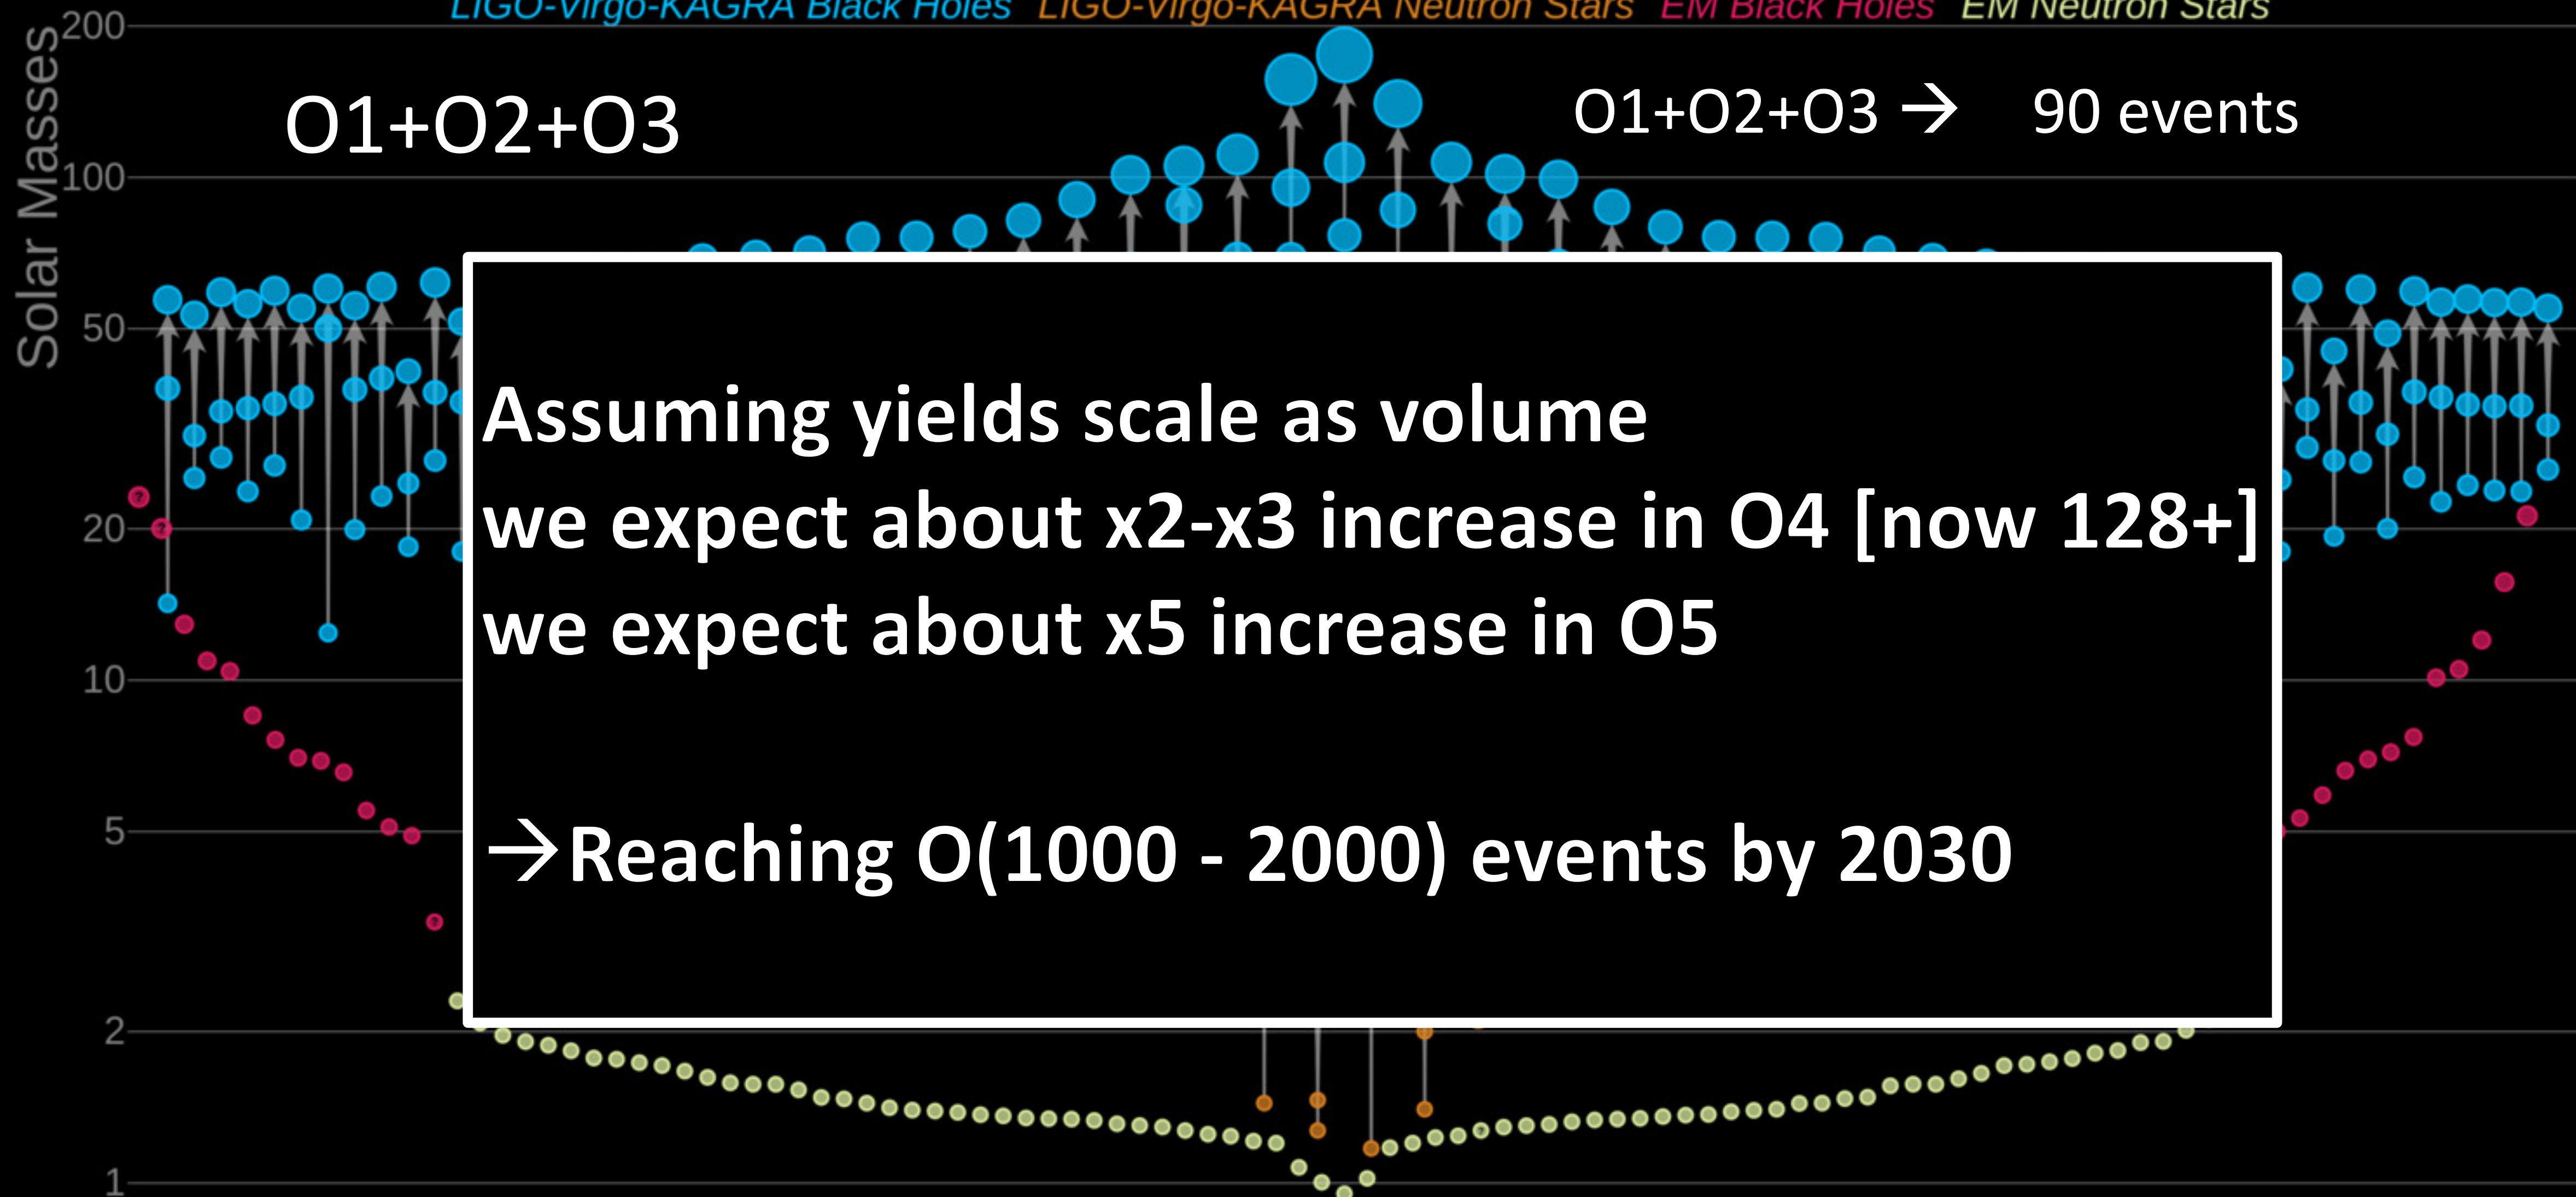 LIGO-Virgo-KAGRA Black Holes LIGO-Virgo-KAGRA Neutron Stars EM Black Holes EM Neutron Stars
Solar Masses
200
O1+O2+O3
O1+O2+O3 → 90 events
100
50
20
10
5
2
1
Assuming yields scale as volume
we expect about x2-x3 increase in O4 [now 128+]
we expect about x5 increase in O5
→Reaching O(1000 - 2000) events by 2030